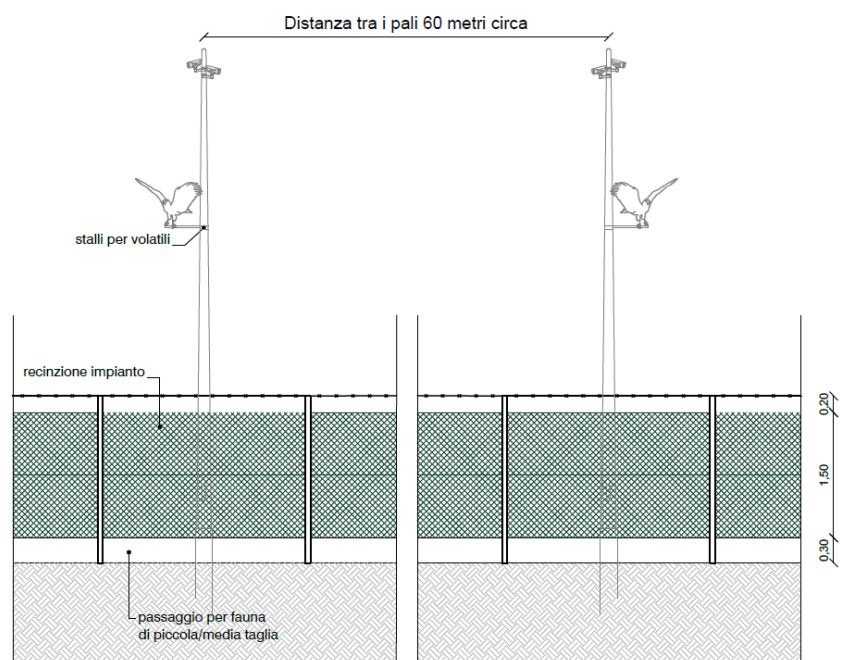 Distanza tra i pali 60 metri circa
stalli per volatili
recinzione impianto
0,20
1,50
0,30
passaggio per fauna
di piccola/media taglia